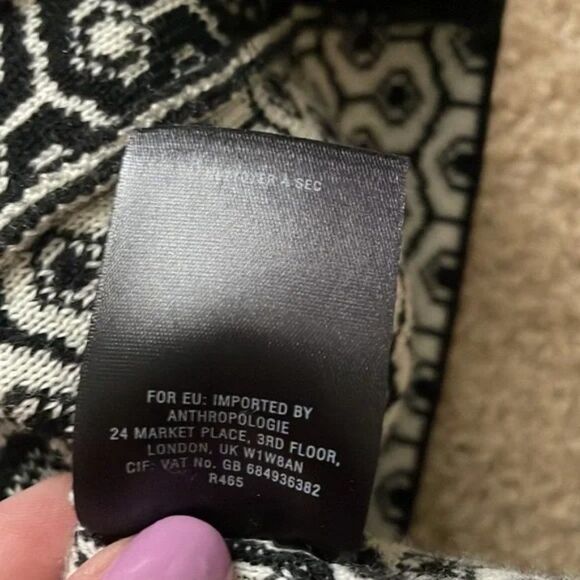 A SEC
FOR EU: IMPORTED BY
ANTHROPOLOGIE
24 MARKET PLACE, 3RD FLOOR,
LONDON, UK W1W8AN
CIF: VAT No. GB 684936382
R465